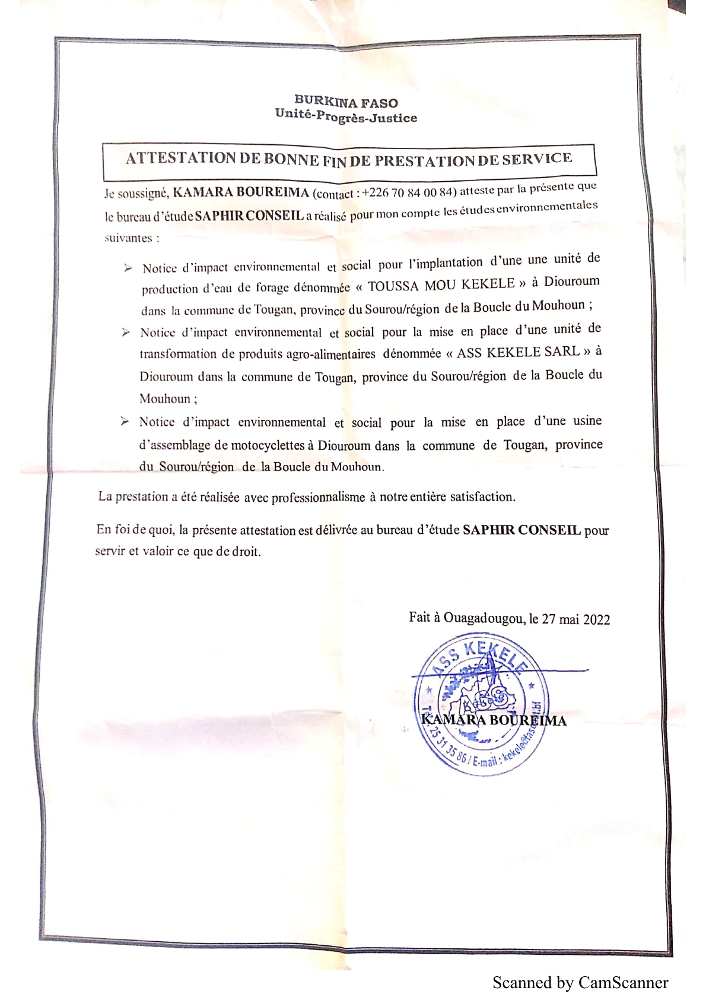 BURKINA FASO
Unité-Progrès-Justice
ATTESTATION DE BONNE FIN DE PRESTATION DE SERVICE
Je soussigné, KAMARA BOUREIMA (contact : +226 70 84 00 84) atteste par la présente que
le bureau d'étude SAPHIR CONSEIL a réalisé pour mon compte les études environnementales
suivantes :
➢ Notice d'impact environnemental et social pour l'implantation d'une une unité de
production d'eau de forage dénommée « TOUSSA MOU KEKELE » à Diouroum
dans la commune de Tougan, province du Sourou/région de la Boucle du Mouhoun ;
➢ Notice d'impact environnemental et social pour la mise en place d'une unité de
transformation de produits agro-alimentaires dénommée « ASS KEKELE SARL » à
Diouroum dans la commune de Tougan, province du Sourou/région de la Boucle du
Mouhoun ;
➢ Notice d'impact environnemental et social pour la mise en place d'une usine
d'assemblage de motocyclettes à Diouroum dans la commune de Tougan, province
du Sourou/région de la Boucle du Mouhoun.
La prestation a été réalisée avec professionnalisme à notre entière satisfaction.
En foi de quoi, la présente attestation est délivrée au bureau d'étude SAPHIR CONSEIL pour
servir et valoir ce que de droit.
Fait à Ouagadougou, le 27 mai 2022
ASS KEKELE
KAMARA BOUREIMA
25 31 35 86 / E-mail :
Scanned by CamScanner